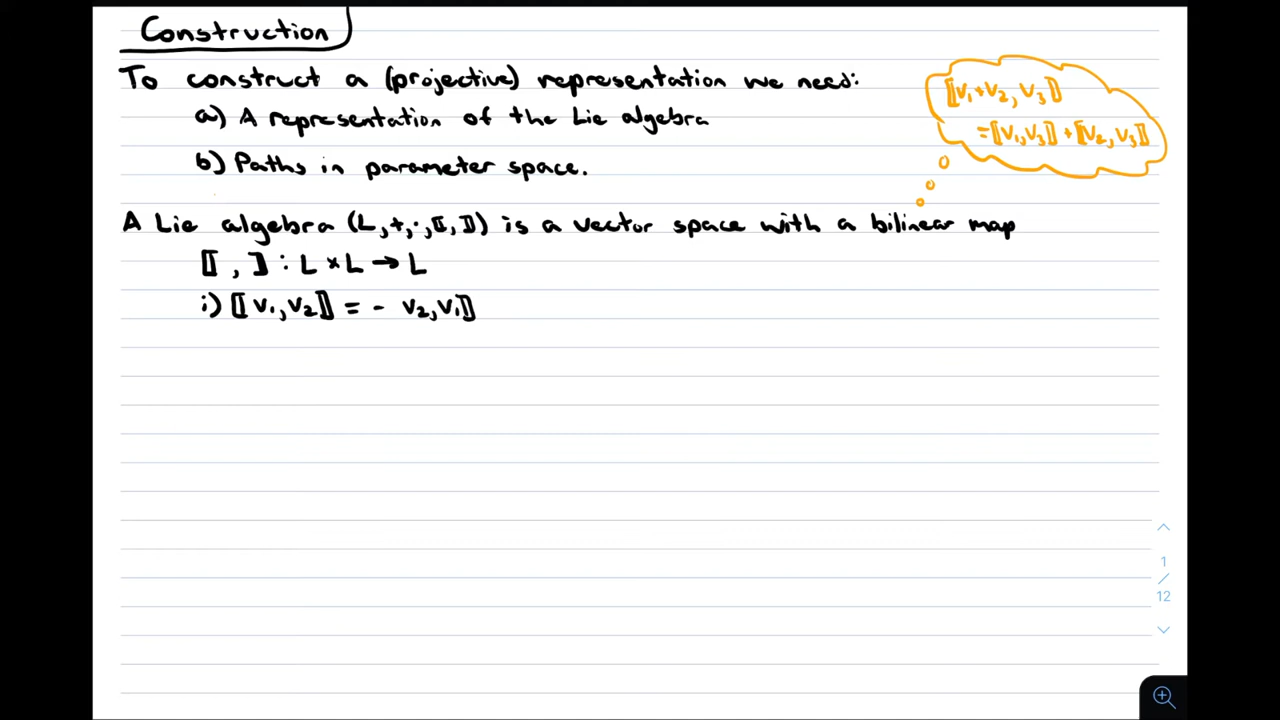 Construction
To construct a (projective) representation we need:
a) A representation of the Lie algebra
b) Paths in parameter space.
⟦v₁+v₂, v₃⟧
=⟦v₁,v₃⟧ + ⟦v₂,v₃⟧
A Lie algebra (L,+,·,⟦,⟧) is a vector space with a bilinear map
⟦ , ⟧ : L × L → L
i) ⟦v₁,v₂⟧ = - v₂,v₁⟧
1
/
12